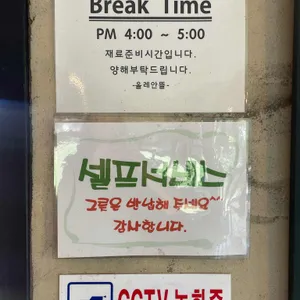 Break Time
PM 4:00 ~ 5:00
재료준비시간입니다.
양해부탁드립니다.
-올레안뜰-
셀프서비스
그릇은 반납해 주세요^^
감사합니다.
CCTV 녹화중